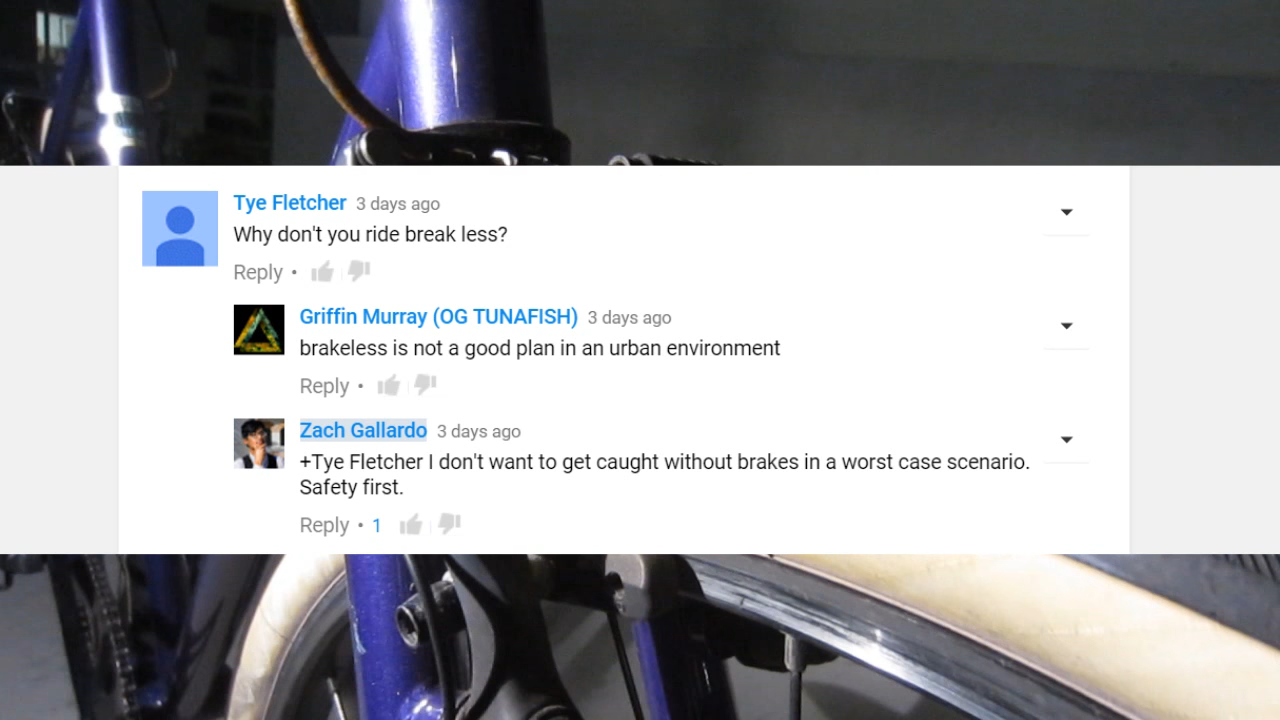 Tye Fletcher 3 days ago
Why don't you ride break less?
Reply •
Griffin Murray (OG TUNAFISH) 3 days ago
brakeless is not a good plan in an urban environment
Reply •
Zach Gallardo 3 days ago
+Tye Fletcher I don't want to get caught without brakes in a worst case scenario.
Safety first.
Reply • 1